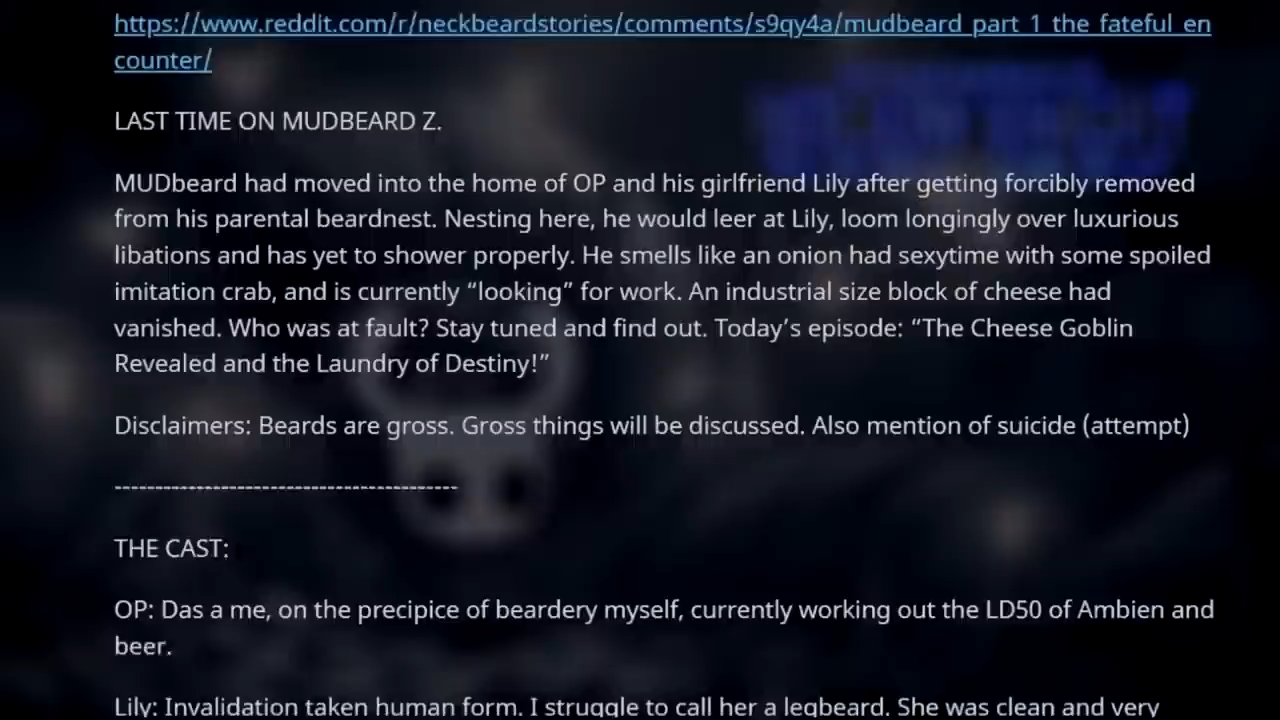 https://www.reddit.com/r/neckbeardstories/comments/s9qy4a/mudbeard_part_1_the_fateful_en
counter/
LAST TIME ON MUDBEARD Z.
MUDbeard had moved into the home of OP and his girlfriend Lily after getting forcibly removed
from his parental beardnest. Nesting here, he would leer at Lily, loom longingly over luxurious
libations and has yet to shower properly. He smells like an onion had sexytime with some spoiled
imitation crab, and is currently “looking” for work. An industrial size block of cheese had
vanished. Who was at fault? Stay tuned and find out. Today’s episode: “The Cheese Goblin
Revealed and the Laundry of Destiny!”
Disclaimers: Beards are gross. Gross things will be discussed. Also mention of suicide (attempt)
-------------------------------------------
THE CAST:
OP: Das a me, on the precipice of beardery myself, currently working out the LD50 of Ambien and
beer.
Lily: Invalidation taken human form. I struggle to call her a legbeard. She was clean and very